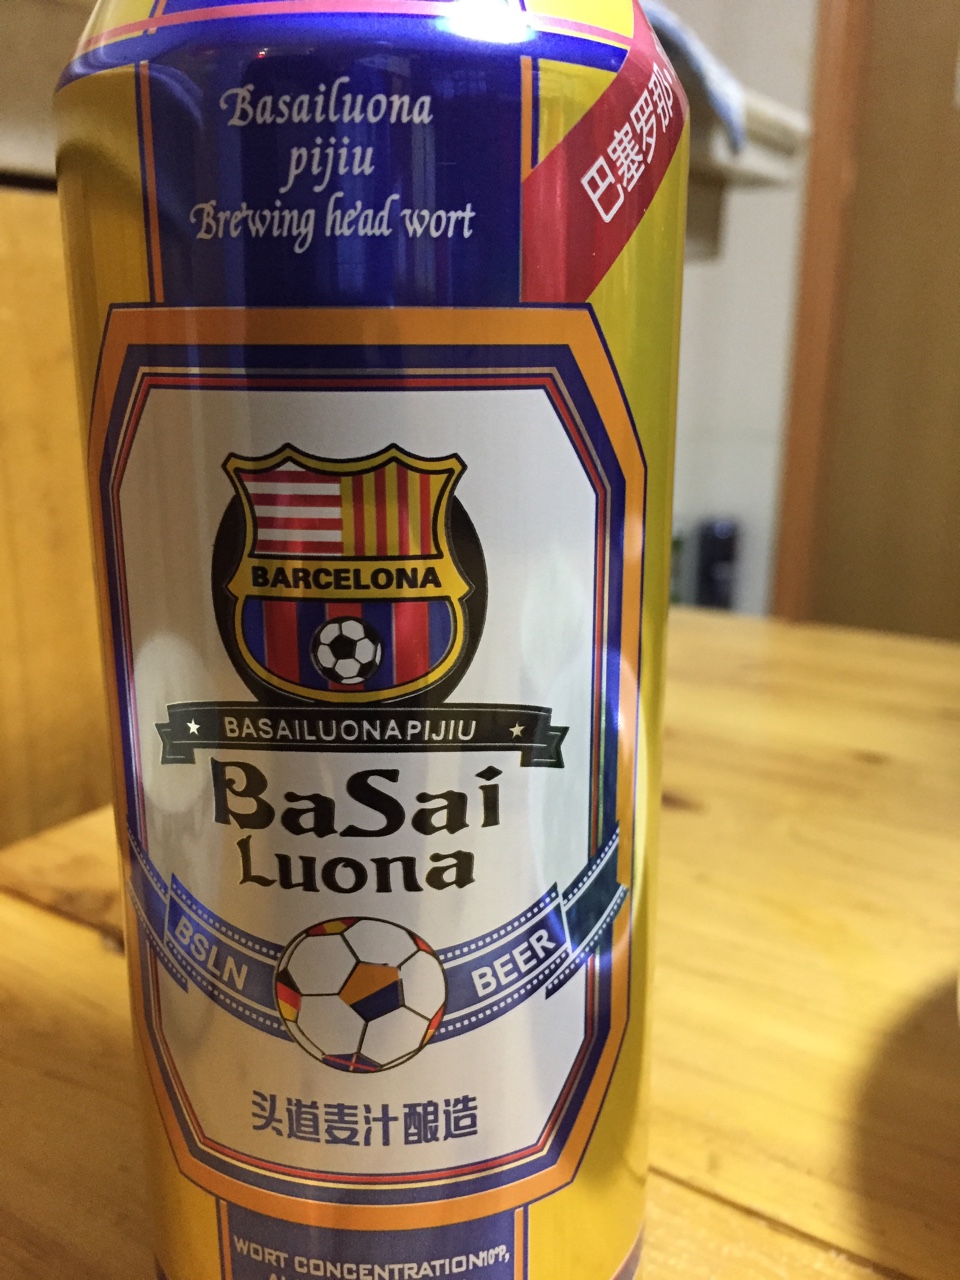 Basailuona
pijiu
Brewing head wort
巴塞罗那
BARCELONA
BASAILUONAPIJIU
BaSai
Luona
BSLN
BEER
头道麦汁酿造
WORT CONCENTRATION10°P,